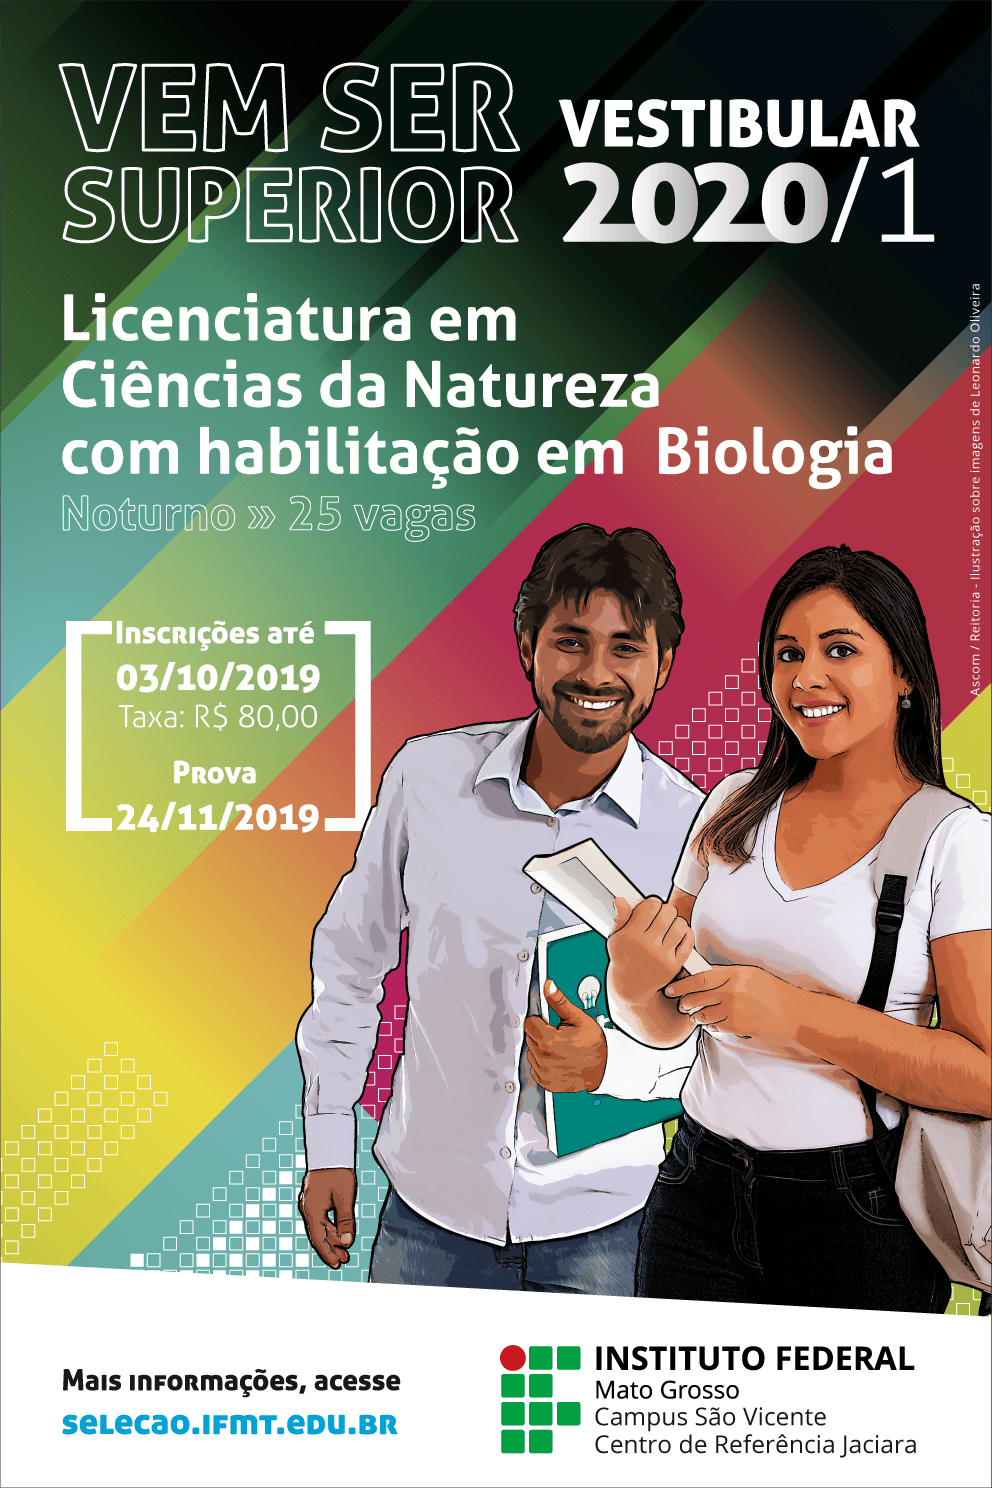 VEM SER
SUPERIOR
VESTIBULAR
2020/1
Licenciatura em
Ciências da Natureza
com habilitação em Biologia
Noturno » 25 vagas
Inscrições até
03/10/2019
Taxa: R$ 80,00
Prova
24/11/2019
Ascom / Reitoria - Ilustração sobre imagens de Leonardo Oliveira
Mais informações, acesse
selecao.ifmt.edu.br
INSTITUTO FEDERAL
Mato Grosso
Campus São Vicente
Centro de Referência Jaciara